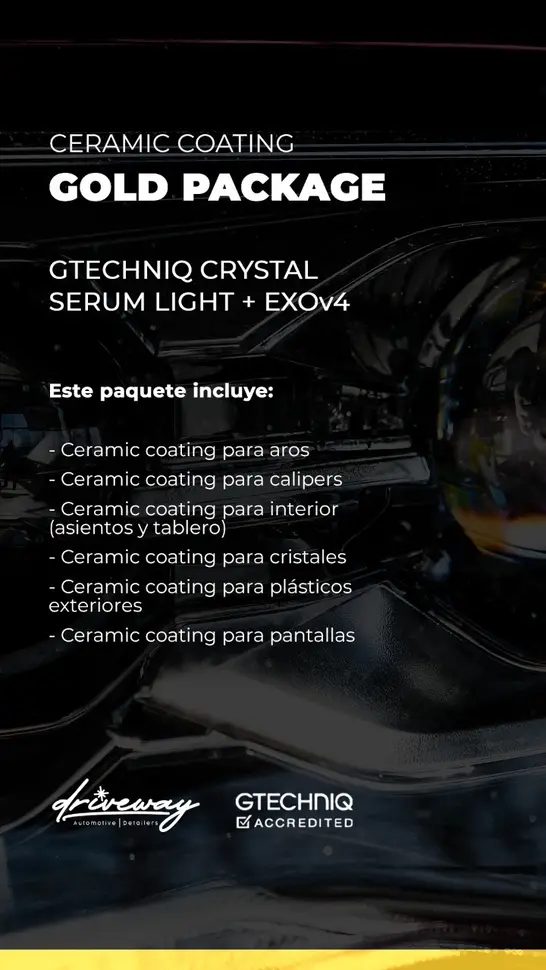 CERAMIC COATING
GOLD PACKAGE
GTECHNIQ CRYSTAL
SERUM LIGHT + EXOv4
Este paquete incluye:
- Ceramic coating para aros
- Ceramic coating para calipers
- Ceramic coating para interior
(asientos y tablero)
- Ceramic coating para cristales
- Ceramic coating para plásticos
exteriores
- Ceramic coating para pantallas
driveway
Automotive | Detailers
GTECHNIQ
ACCREDITED